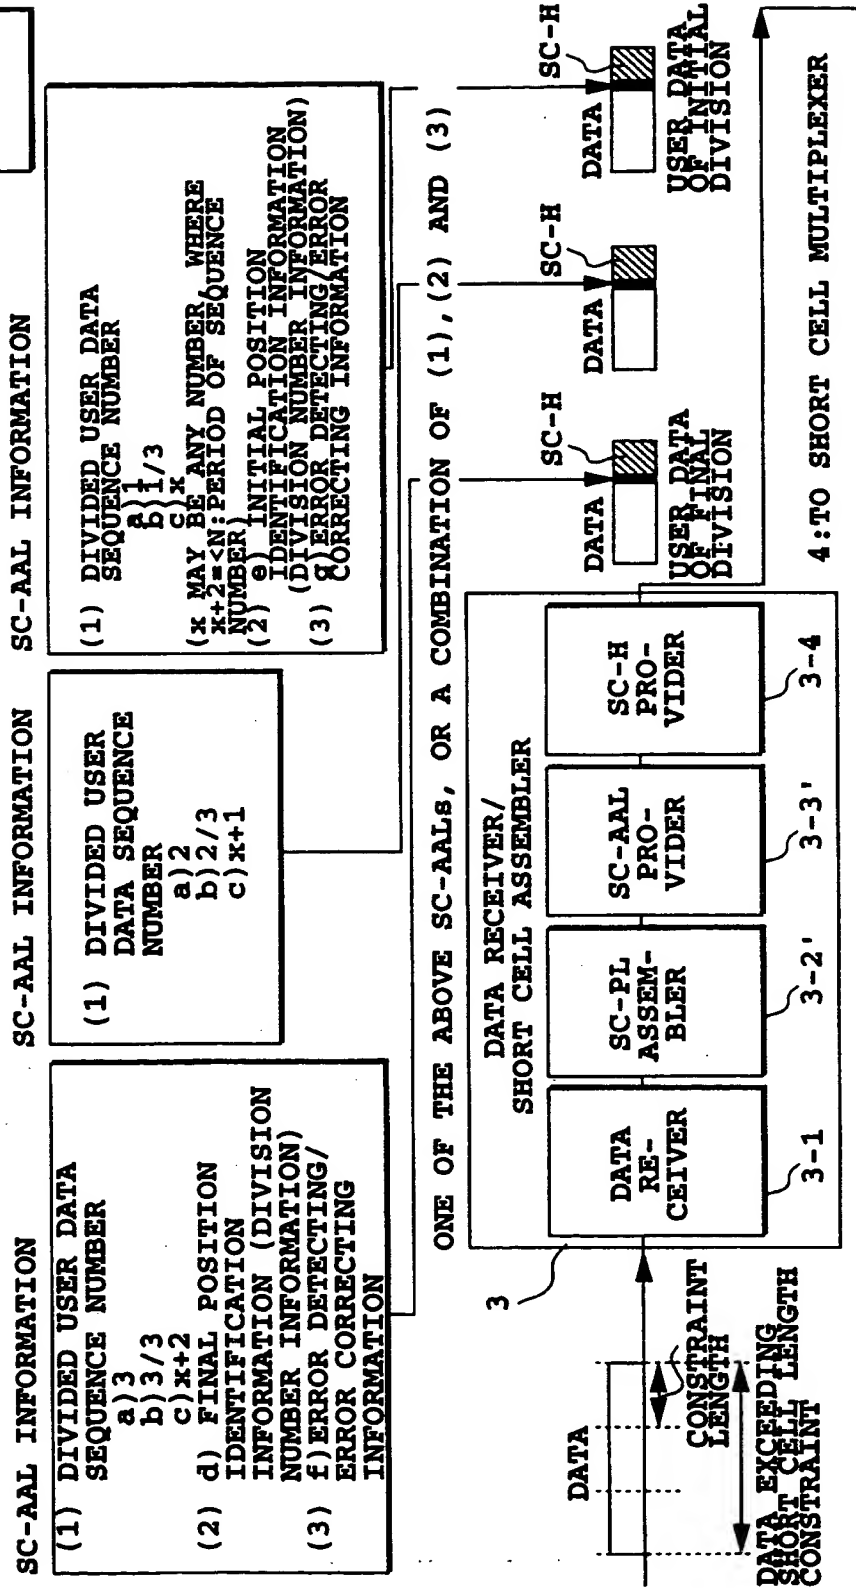 SC-AAL INFORMATION
(1) DIVIDED USER DATA
SEQUENCE NUMBER
a)3
b)3/3
c)x+2
(2) d) FINAL POSITION
IDENTIFICATION
INFORMATION (DIVISION
NUMBER INFORMATION)
(3) f)ERROR DETECTING/
ERROR CORRECTING
INFORMATION
SC-AAL INFORMATION
(1) DIVIDED USER
DATA SEQUENCE
NUMBER
a)2
b)2/3
c)x+1
SC-AAL INFORMATION
(1) DIVIDED USER DATA
SEQUENCE NUMBER
a)1
b)1/3
c)x
(x MAY BE ANY NUMBER, WHERE
x+2=<N:PERIOD OF SEQUENCE
NUMBER)
(2) e) INITIAL POSITION
IDENTIFICATION INFORMATION
(DIVISION NUMBER INFORMATION)
(3) g)ERROR DETECTING/ERROR
CORRECTING INFORMATION
ONE OF THE ABOVE SC-AALs, OR A COMBINATION OF (1),(2) AND (3)
DATA
CONSTRAINT
LENGTH
DATA EXCEEDING
SHORT CELL LENGTH
CONSTRAINT
3
DATA RECEIVER/
SHORT CELL ASSEMBLER
DATA
RE-
CEIVER
3-1
SC-PL
ASSEM-
BLER
3-2'
SC-AAL
PRO-
VIDER
3-3'
SC-H
PRO-
VIDER
3-4
DATA
SC-H
USER DATA
OF FINAL
DIVISION
DATA
SC-H
DATA
SC-H
USER DATA
OF INITIAL
DIVISION
4:TO SHORT CELL MULTIPLEXER